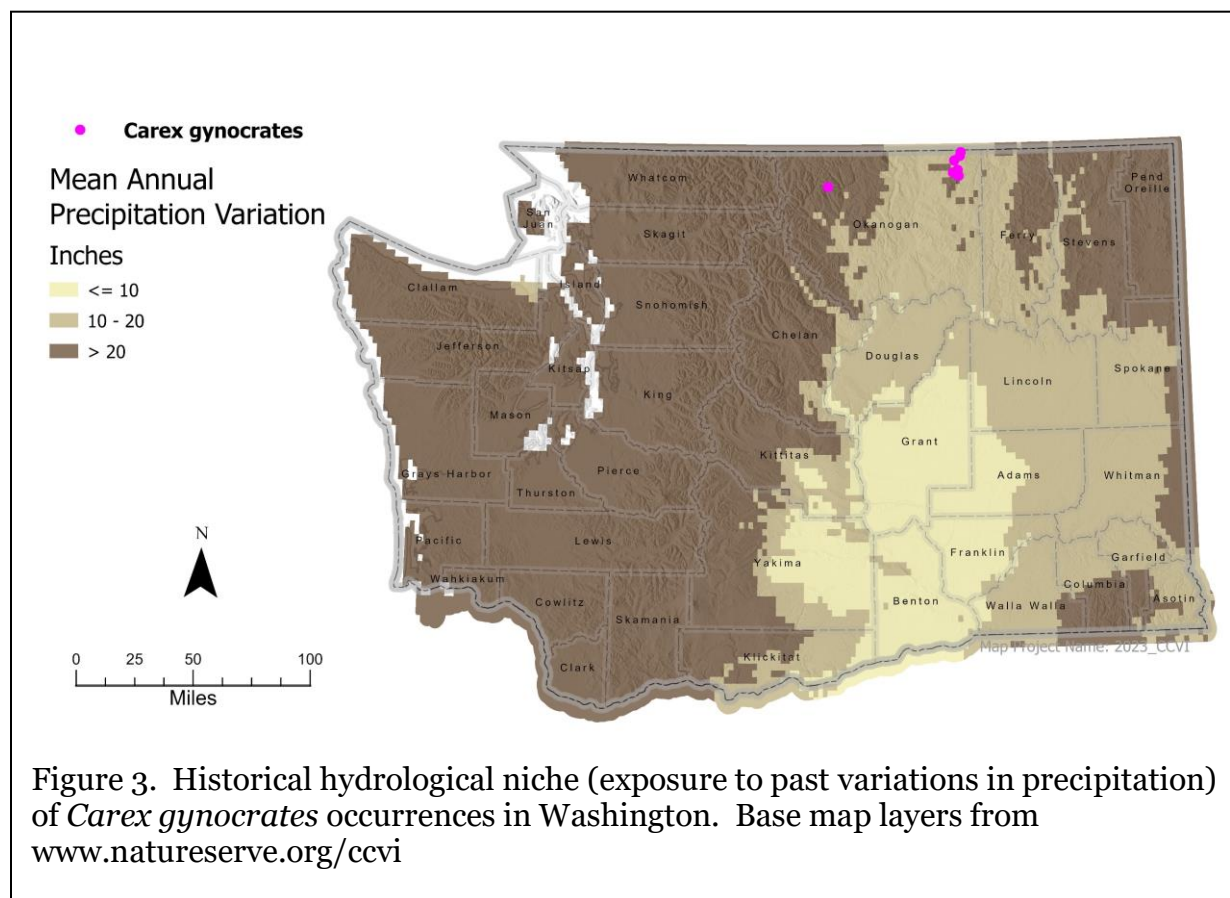 Carex gynocrates
Mean Annual
Precipitation Variation
Inches
<= 10
10 - 20
> 20
N
0 25 50 100
Miles
Whatcom
Pend
Oreille
San
Juan
Okanogan
Skagit
Ferry
Stevens
Clallam
Island
Snohomish
Chelan
Jefferson
Douglas
Kitsap
Spokane
Lincoln
King
Mason
Grant
Kittitas
Grays Harbor
Pierce
Adams
Whitman
Thurston
Pacific
Lewis
Franklin
Garfield
Yakima
Wahkiakum
Columbia
Benton
Asotin
Cowlitz
Walla Walla
Skamania
Map Project Name: 2023_CCVI
Klickitat
Clark
Figure 3. Historical hydrological niche (exposure to past variations in precipitation)
of Carex gynocrates occurrences in Washington. Base map layers from
www.natureserve.org/ccvi